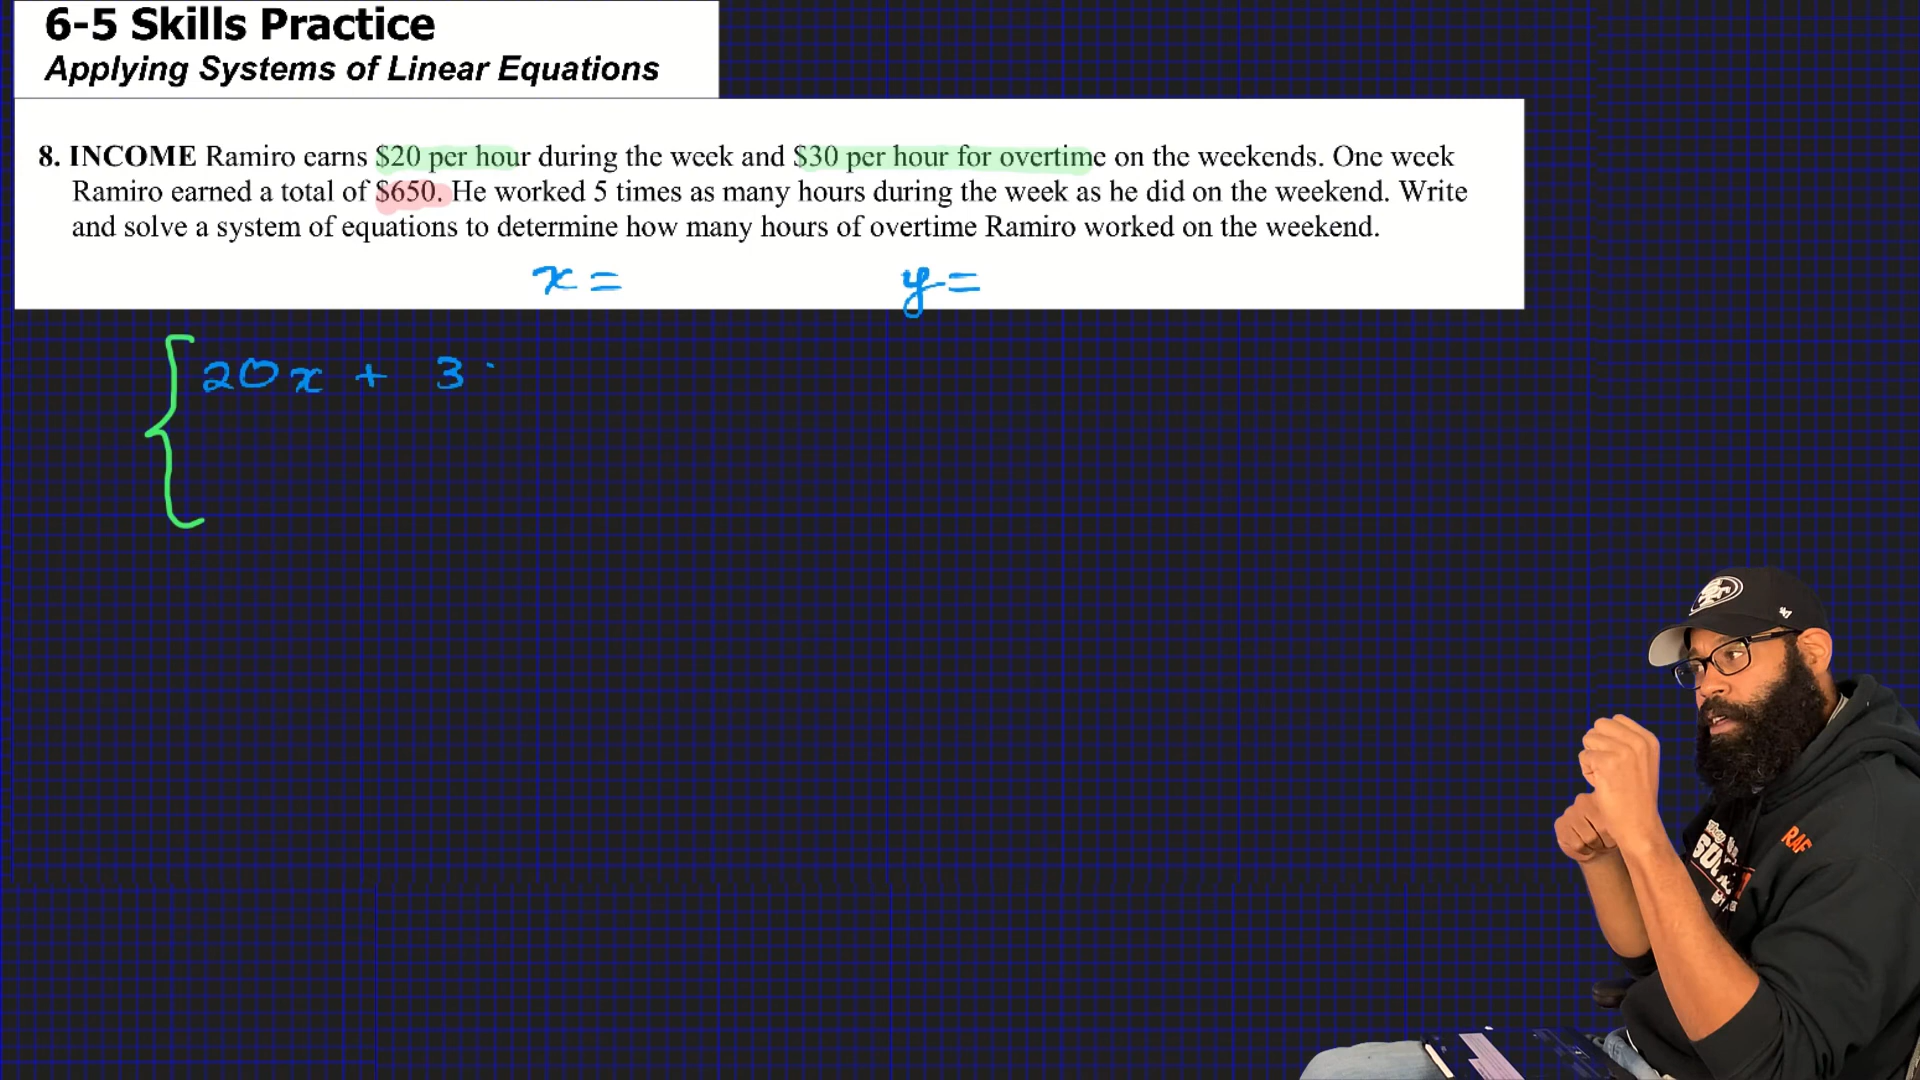 6-5 Skills Practice
Applying Systems of Linear Equations
8. INCOME Ramiro earns $20 per hour during the week and $30 per hour for overtime on the weekends. One week
Ramiro earned a total of $650. He worked 5 times as many hours during the week as he did on the weekend. Write
and solve a system of equations to determine how many hours of overtime Ramiro worked on the weekend.
x = y =
20x + 3
RAF